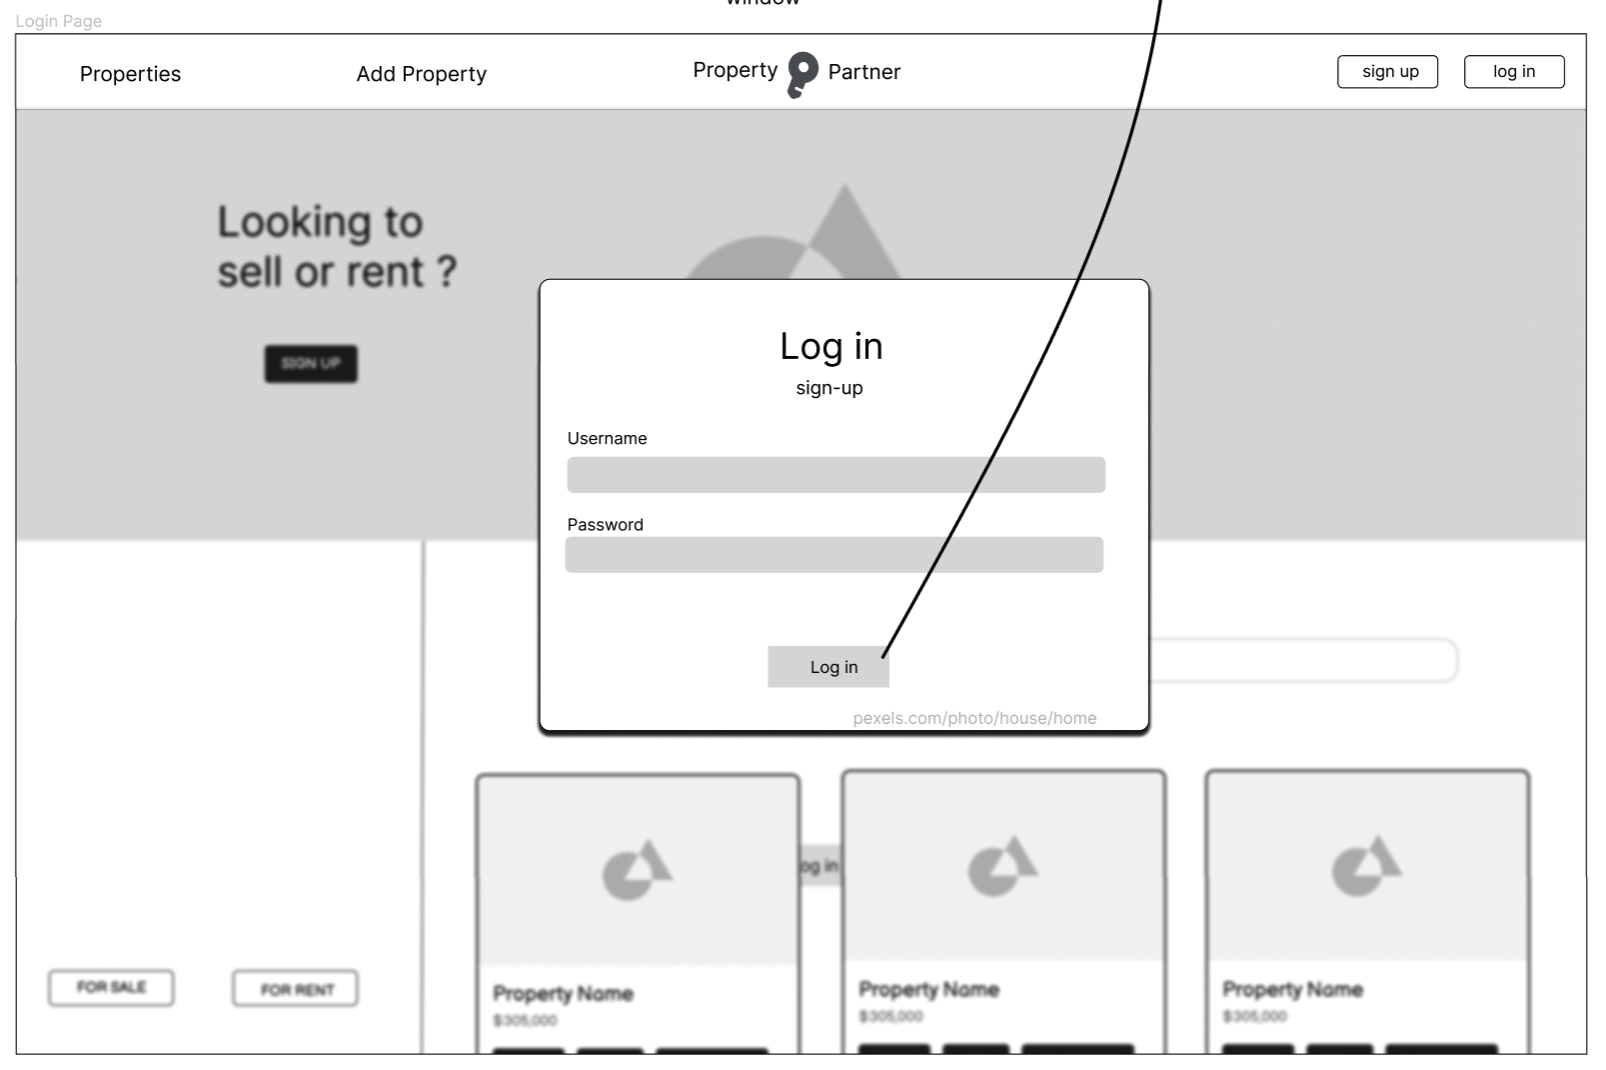 window
Login Page
Properties
Add Property
Property Partner
sign up
log in
Looking to
sell or rent ?
SIGN UP
Log in
sign-up
Username
Password
Log in
pexels.com/photo/house/home
og in
FOR SALE
FOR RENT
Property Name
$305,000
Property Name
$305,000
Property Name
$305,000